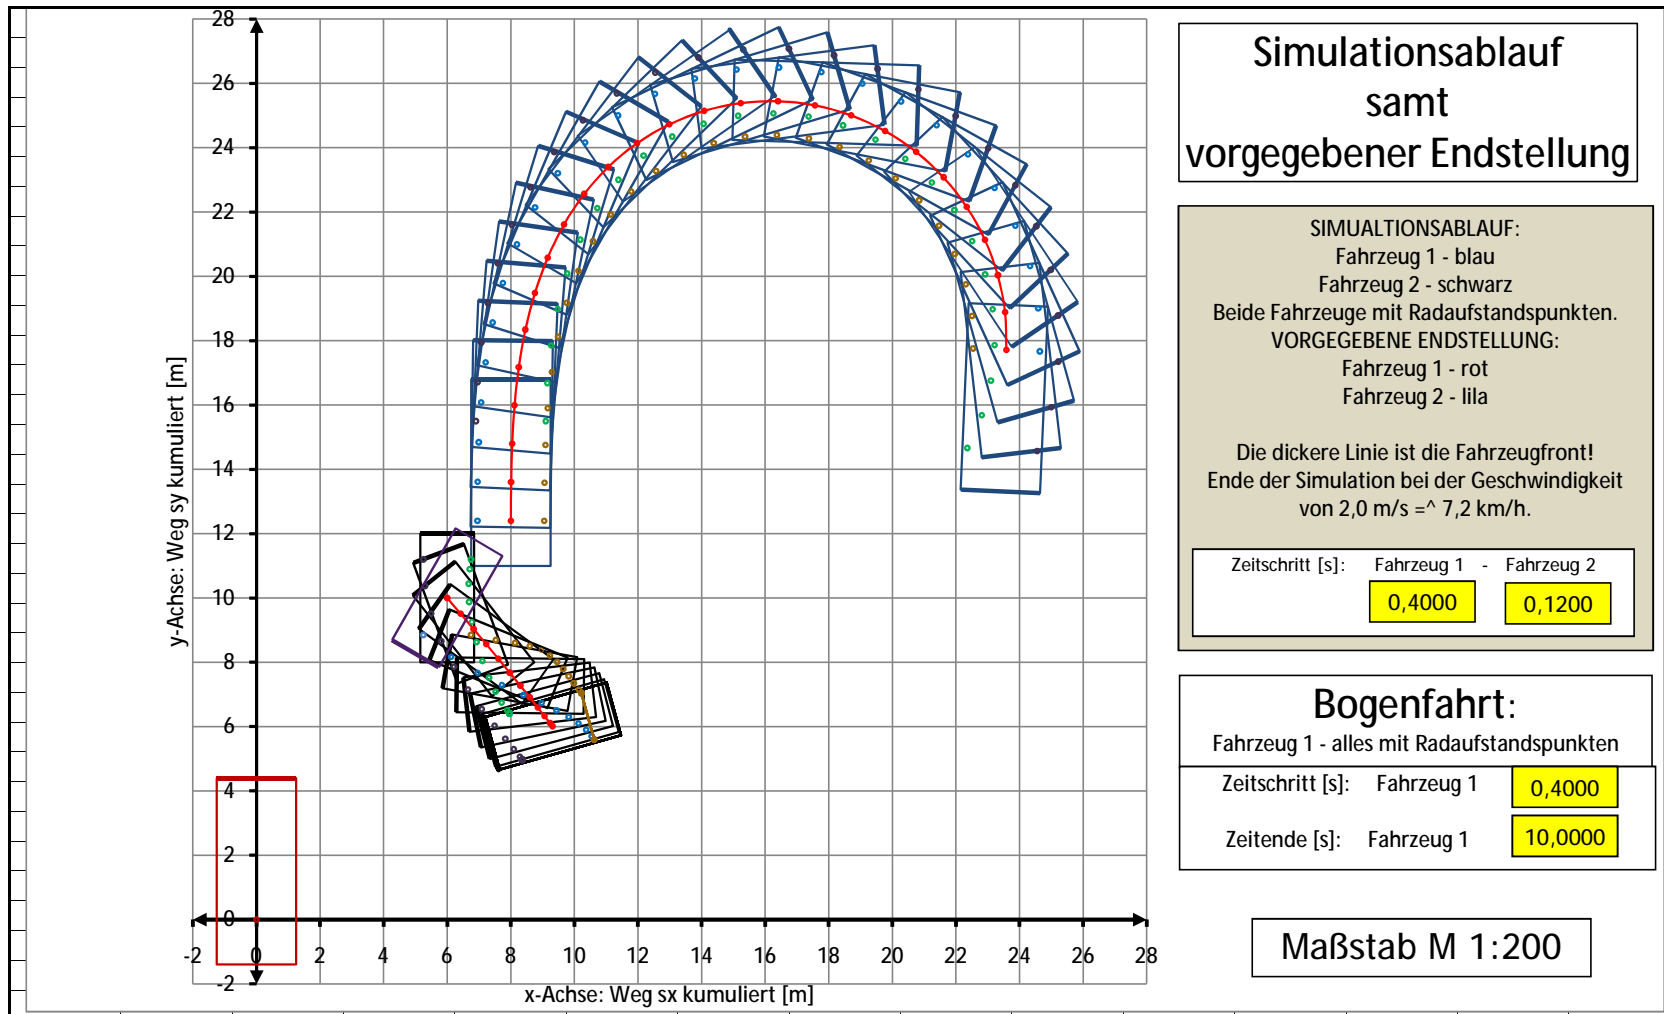 28
26
24
22
20
18
16
14
12
10
8
6
4
2
0
-2
-2
0
2
4
6
8
10
12
14
16
18
20
22
24
26
28
y-Achse: Weg sy kumuliert [m]
x-Achse: Weg sx kumuliert [m]
Simulationsablauf
samt
vorgegebener Endstellung
SIMUALTIONSABLAUF:
Fahrzeug 1 - blau
Fahrzeug 2 - schwarz
Beide Fahrzeuge mit Radaufstandspunkten.
VORGEGEBENE ENDSTELLUNG:
Fahrzeug 1 - rot
Fahrzeug 2 - lila
Die dickere Linie ist die Fahrzeugfront!
Ende der Simulation bei der Geschwindigkeit
von 2,0 m/s =^ 7,2 km/h.
Zeitschritt [s]: Fahrzeug 1 - Fahrzeug 2
0,4000 0,1200
Bogenfahrt:
Fahrzeug 1 - alles mit Radaufstandspunkten
Zeitschritt [s]: Fahrzeug 1 0,4000
Zeitende [s]: Fahrzeug 1 10,0000
Maßstab M 1:200